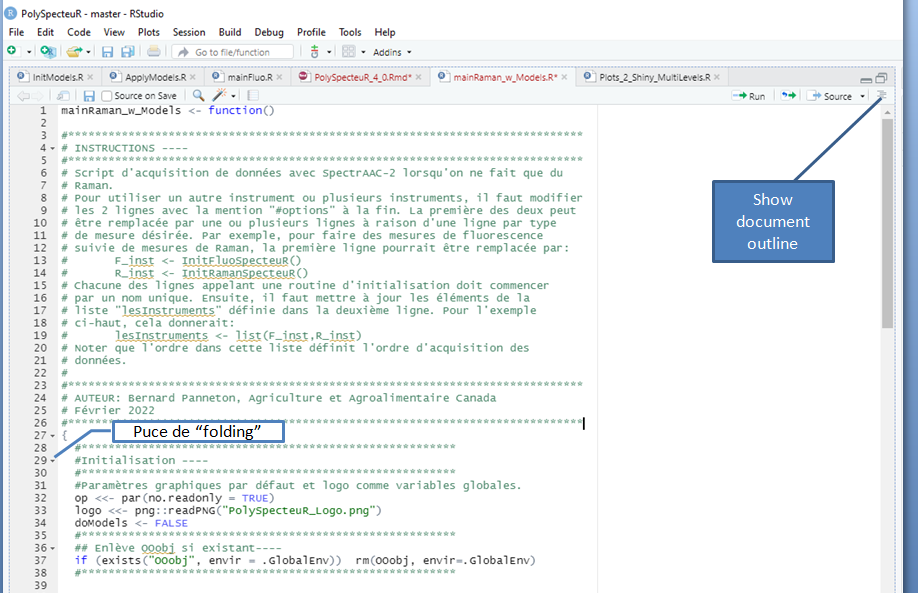 PolySpecteuR - master - RStudio
File Edit Code View Plots Session Build Debug Profile Tools Help
Go to file/function Addins
InitModels.R × ApplyModels.R × mainFluo.R × PolySpecteuR_4_0.Rmd* × mainRaman_w_Models.R* × Plots_2_Shiny_MultiLevels.R ×
Source on Save Run Source
1 mainRaman_w_Models <- function()
2
3 #*****************************************************************************
4 # INSTRUCTIONS ----
5 #*****************************************************************************
6 # Script d'acquisition de données avec SpectrAAC-2 lorsqu'on ne fait que du
7 # Raman.
8 # Pour utiliser un autre instrument ou plusieurs instruments, il faut modifier
9 # les 2 lignes avec la mention "#options" à la fin. La première des deux peut
10 # être remplacée par une ou plusieurs lignes à raison d'une ligne par type
11 # de mesure désirée. Par exemple, pour faire des mesures de fluorescence
12 # suivie de mesures de Raman, la première ligne pourrait être remplacée par:
13 # F_inst <- InitFluoSpecteuR()
14 # R_inst <- InitRamanSpecteuR()
15 # Chacune des lignes appelant une routine d'initialisation doit commencer
16 # par un nom unique. Ensuite, il faut mettre à jour les éléments de la
17 # liste "lesInstruments" définie dans la deuxième ligne. Pour l'exemple
18 # ci-haut, cela donnerait:
19 # lesInstruments <- list(F_inst,R_inst)
20 # Noter que l'ordre dans cette liste définit l'ordre d'acquisition des
21 # données.
22 #
23 #*****************************************************************************
24 # AUTEUR: Bernard Panneton, Agriculture et Agroalimentaire Canada
25 # Février 2022
26 #*****************************************************************************
27 {
28 #********************************************************
29 #Initialisation ----
30 #********************************************************
31 #Paramètres graphiques par défaut et logo comme variables globales.
32 op <<- par(no.readonly = TRUE)
33 logo <<- png::readPNG("PolySpecteuR_Logo.png")
34 doModels <- FALSE
35 #********************************************************
36 ## Enlève OOobj si existant----
37 if (exists("OOobj", envir = .GlobalEnv)) rm(OOobj, envir=.GlobalEnv)
38 #********************************************************
39
Show
document
outline
Puce de “folding”